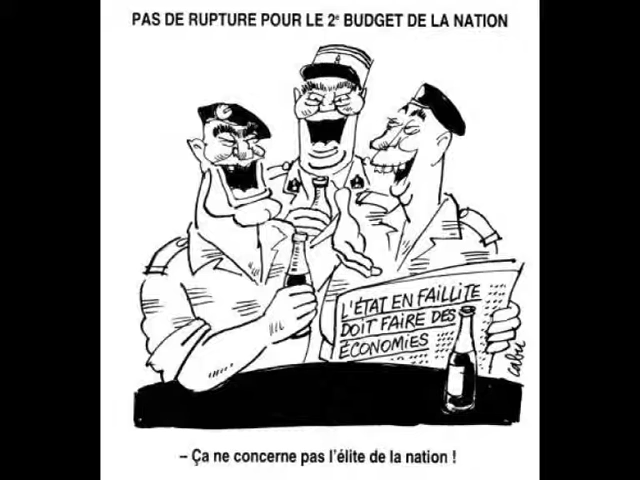 PAS DE RUPTURE POUR LE 2e BUDGET DE LA NATION
L'ÉTAT EN FAILLITE
DOIT FAIRE DES
ÉCONOMIES
cabu
– Ça ne concerne pas l'élite de la nation !